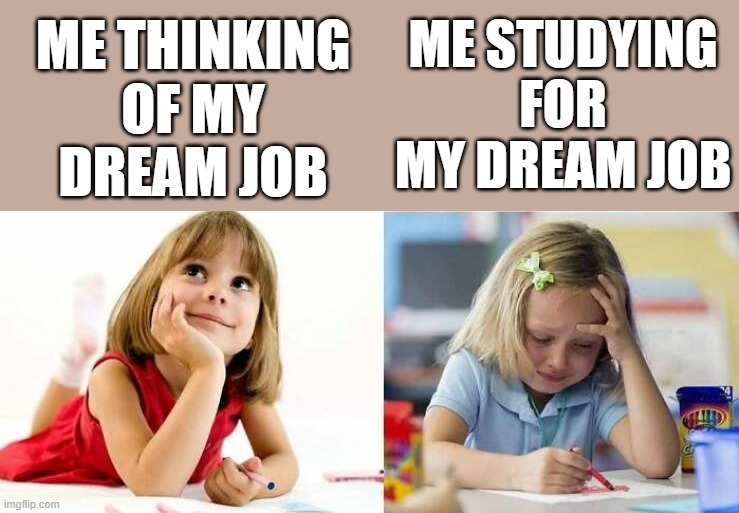 ME THINKING
OF MY
DREAM JOB
ME STUDYING
FOR
MY DREAM JOB
imgflip.com